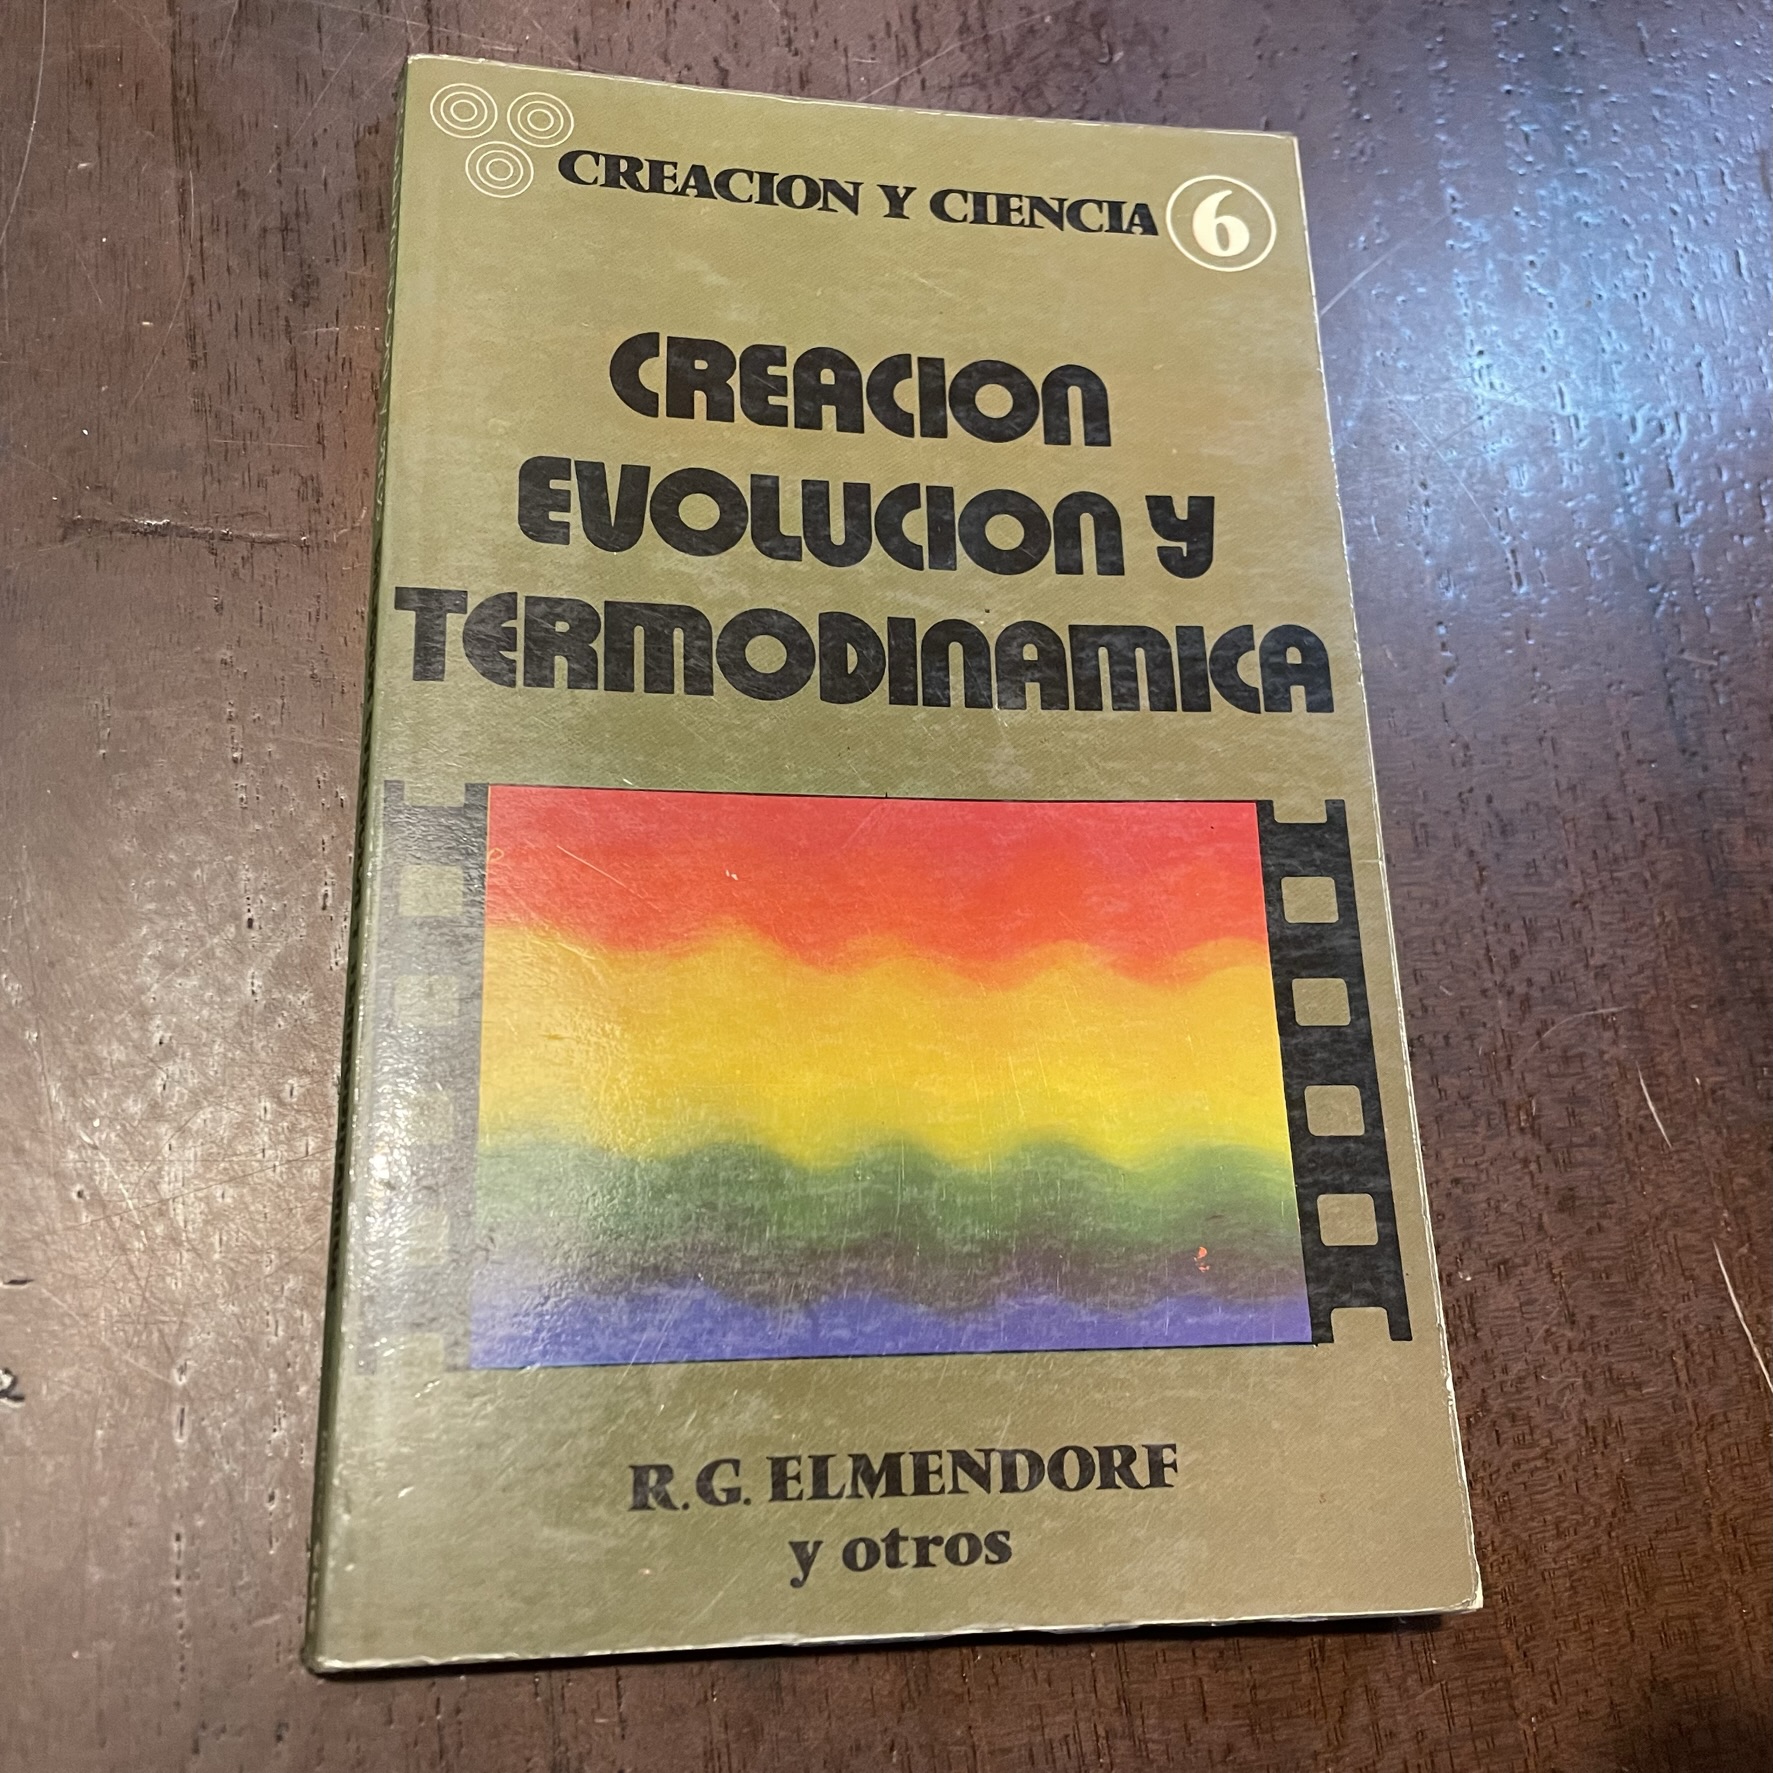 CREACION Y CIENCIA 6
CREACION
EVOLUCION Y
TERMODINAMICA
R.G. ELMENDORF
y otros